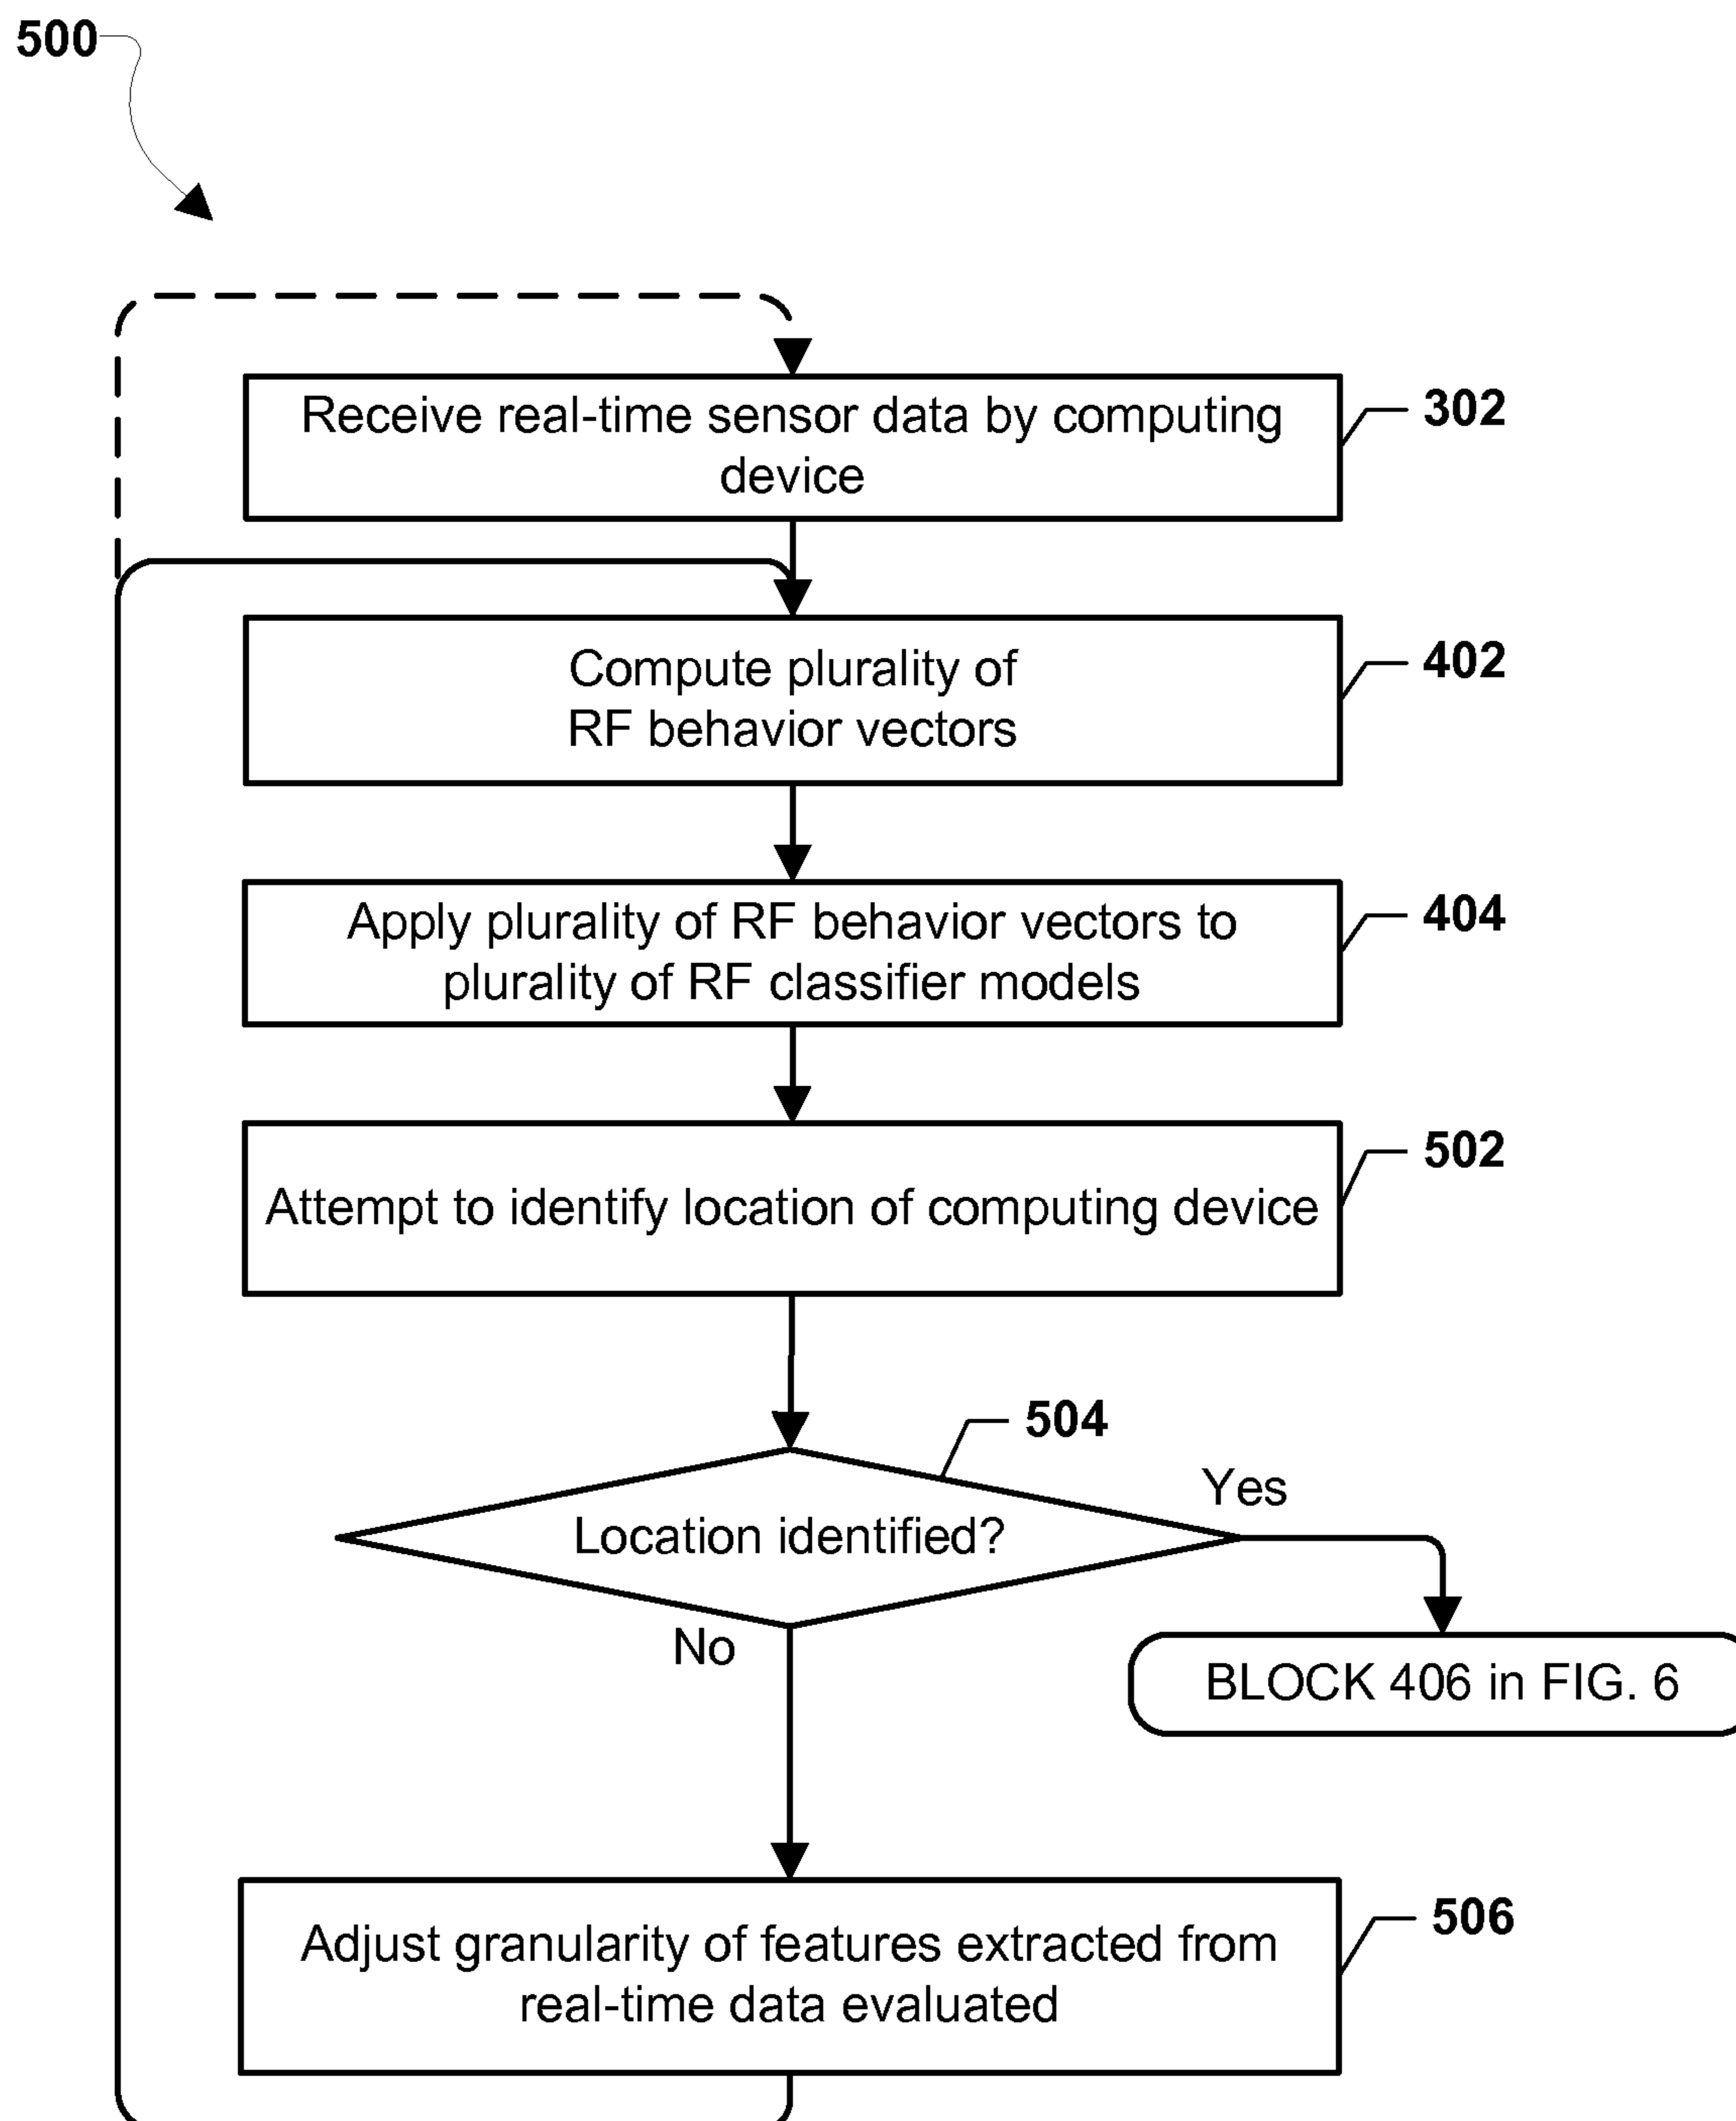 500
Receive real-time sensor data by computing
device
302
Compute plurality of
RF behavior vectors
402
Apply plurality of RF behavior vectors to
plurality of RF classifier models
404
Attempt to identify location of computing device
502
504
Location identified?
Yes
No
BLOCK 406 in FIG. 6
Adjust granularity of features extracted from
real-time data evaluated
506